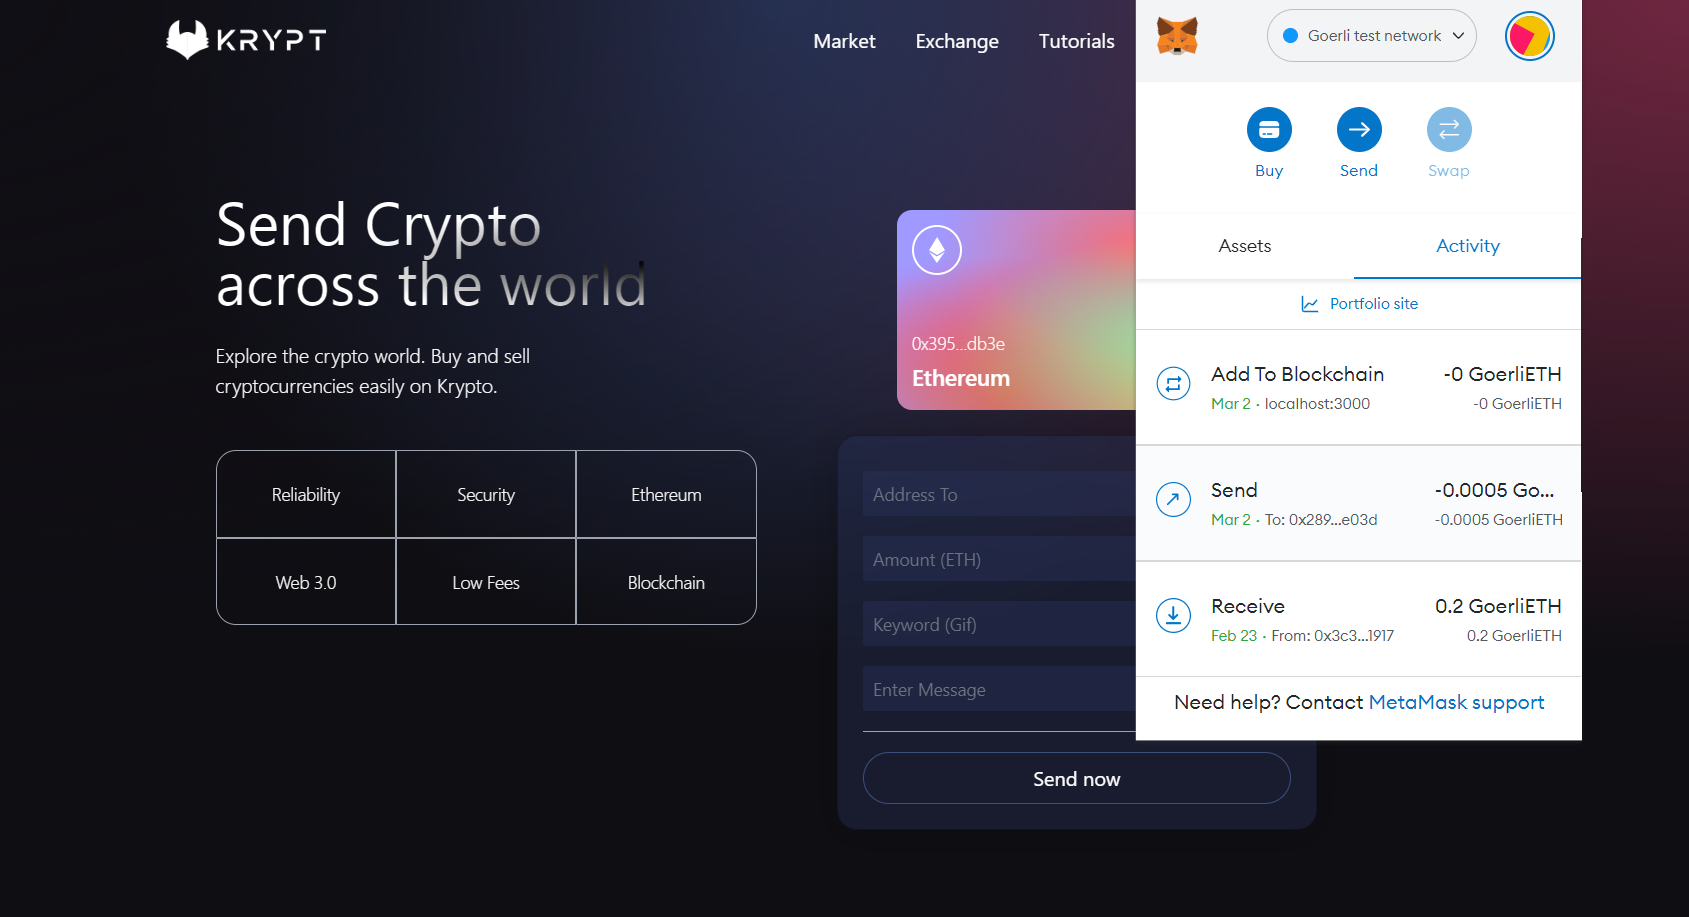 KRYPT
Market
Exchange
Tutorials
Send Crypto
across the world
Explore the crypto world. Buy and sell
cryptocurrencies easily on Krypto.
Reliability
Security
Ethereum
Web 3.0
Low Fees
Blockchain
0x395...db3e
Ethereum
Address To
Amount (ETH)
Keyword (Gif)
Enter Message
Send now
Goerli test network
Buy
Send
Swap
Assets
Activity
Portfolio site
Add To Blockchain
-0 GoerliETH
Mar 2 · localhost:3000
-0 GoerliETH
Send
-0.0005 Go...
Mar 2 · To: 0x289...e03d
-0.0005 GoerliETH
Receive
0.2 GoerliETH
Feb 23 · From: 0x3c3...1917
0.2 GoerliETH
Need help? Contact MetaMask support